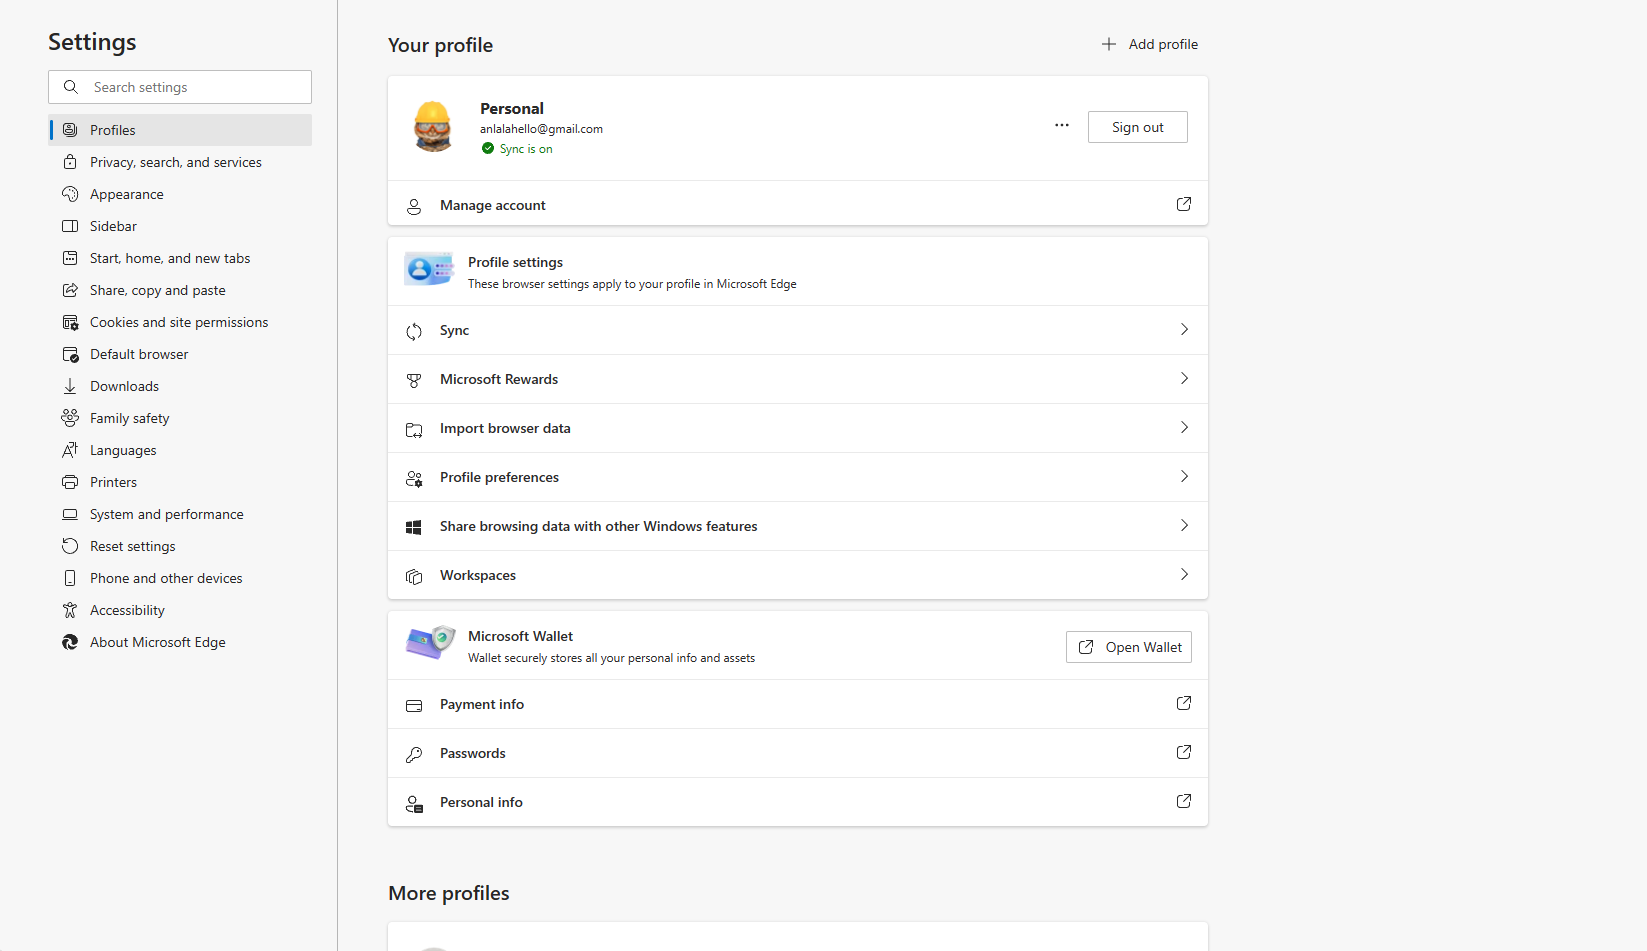 Settings
Search settings
Profiles
Privacy, search, and services
Appearance
Sidebar
Start, home, and new tabs
Share, copy and paste
Cookies and site permissions
Default browser
Downloads
Family safety
Languages
Printers
System and performance
Reset settings
Phone and other devices
Accessibility
About Microsoft Edge
Your profile
Add profile
Personal
anlalahello@gmail.com
Sync is on
Sign out
Manage account
Profile settings
These browser settings apply to your profile in Microsoft Edge
Sync
Microsoft Rewards
Import browser data
Profile preferences
Share browsing data with other Windows features
Workspaces
Microsoft Wallet
Wallet securely stores all your personal info and assets
Open Wallet
Payment info
Passwords
Personal info
More profiles